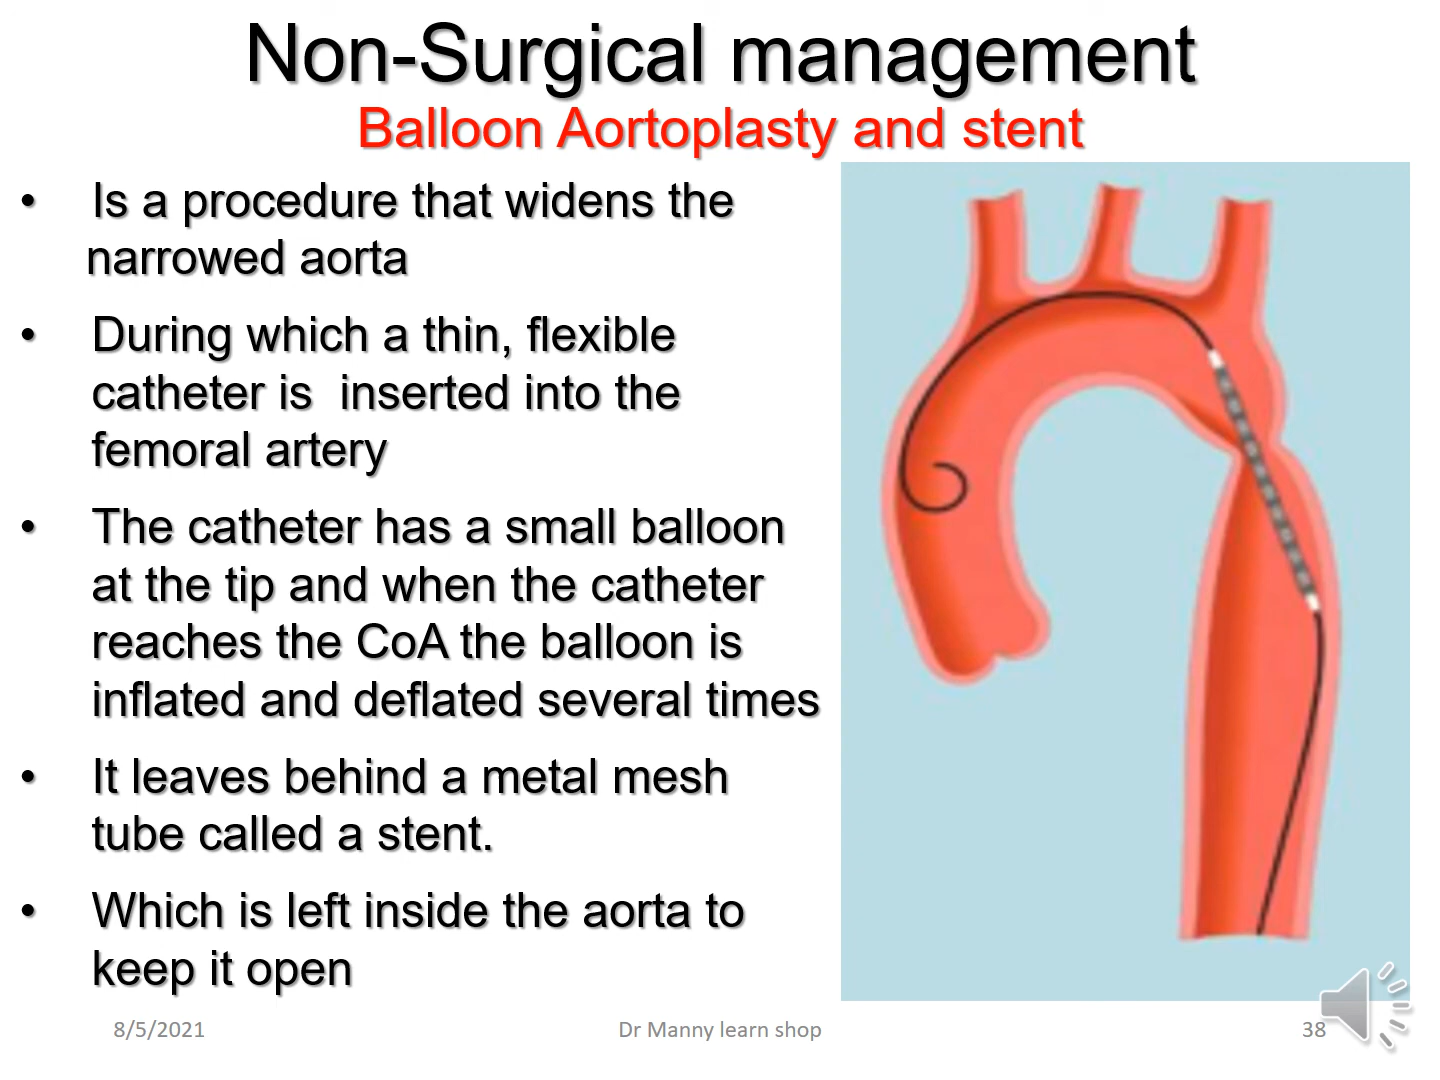 Non-Surgical management
Balloon Aortoplasty and stent
• Is a procedure that widens the
narrowed aorta
• During which a thin, flexible
catheter is  inserted into the
femoral artery
• The catheter has a small balloon
at the tip and when the catheter
reaches the CoA the balloon is
inflated and deflated several times
• It leaves behind a metal mesh
tube called a stent.
• Which is left inside the aorta to
keep it open
8/5/2021
Dr Manny learn shop
38